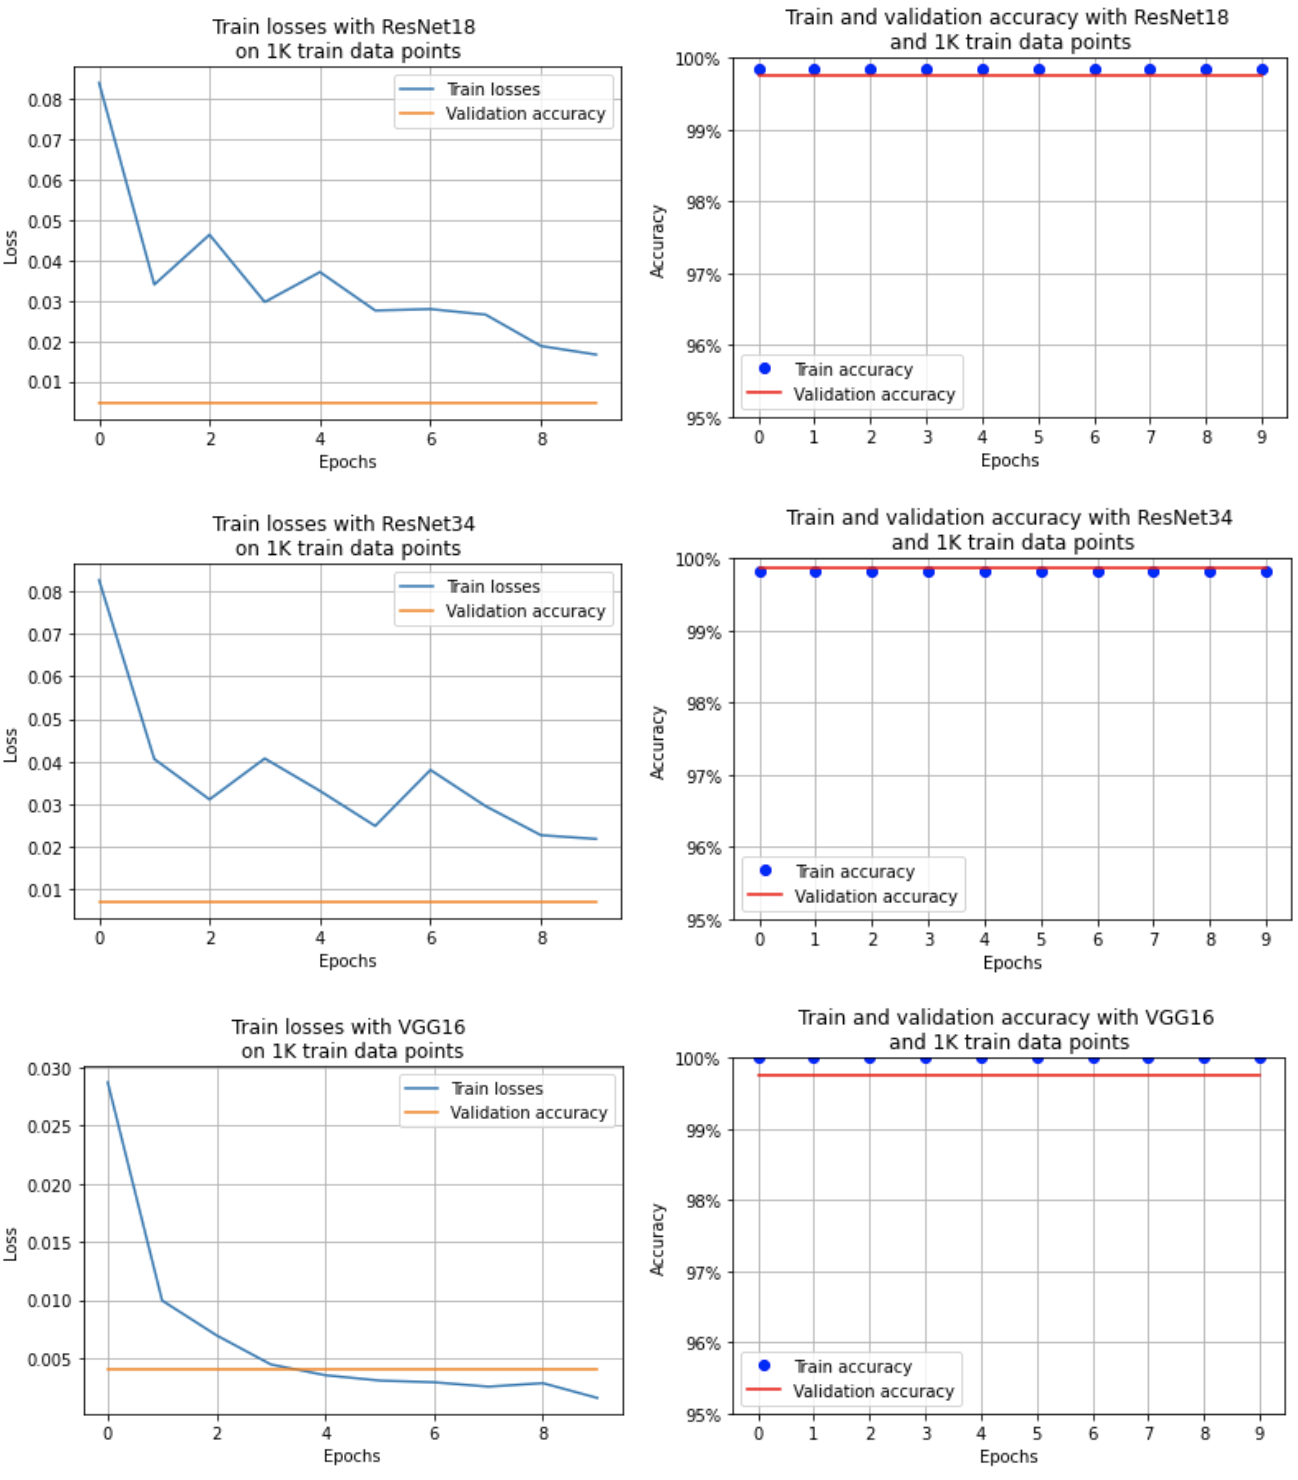 Train losses with ResNet18
on 1K train data points
Train losses
Validation accuracy
0.08
0.07
0.06
0.05
0.04
0.03
0.02
0.01
Loss
0 2 4 6 8
Epochs
Train and validation accuracy with ResNet18
and 1K train data points
100%
99%
98%
97%
96%
95%
Accuracy
Train accuracy
Validation accuracy
0 1 2 3 4 5 6 7 8 9
Epochs
Train losses with ResNet34
on 1K train data points
Train losses
Validation accuracy
0.08
0.07
0.06
0.05
0.04
0.03
0.02
0.01
Loss
0 2 4 6 8
Epochs
Train and validation accuracy with ResNet34
and 1K train data points
100%
99%
98%
97%
96%
95%
Accuracy
Train accuracy
Validation accuracy
0 1 2 3 4 5 6 7 8 9
Epochs
Train losses with VGG16
on 1K train data points
Train losses
Validation accuracy
0.030
0.025
0.020
0.015
0.010
0.005
Loss
0 2 4 6 8
Epochs
Train and validation accuracy with VGG16
and 1K train data points
100%
99%
98%
97%
96%
95%
Accuracy
Train accuracy
Validation accuracy
0 1 2 3 4 5 6 7 8 9
Epochs